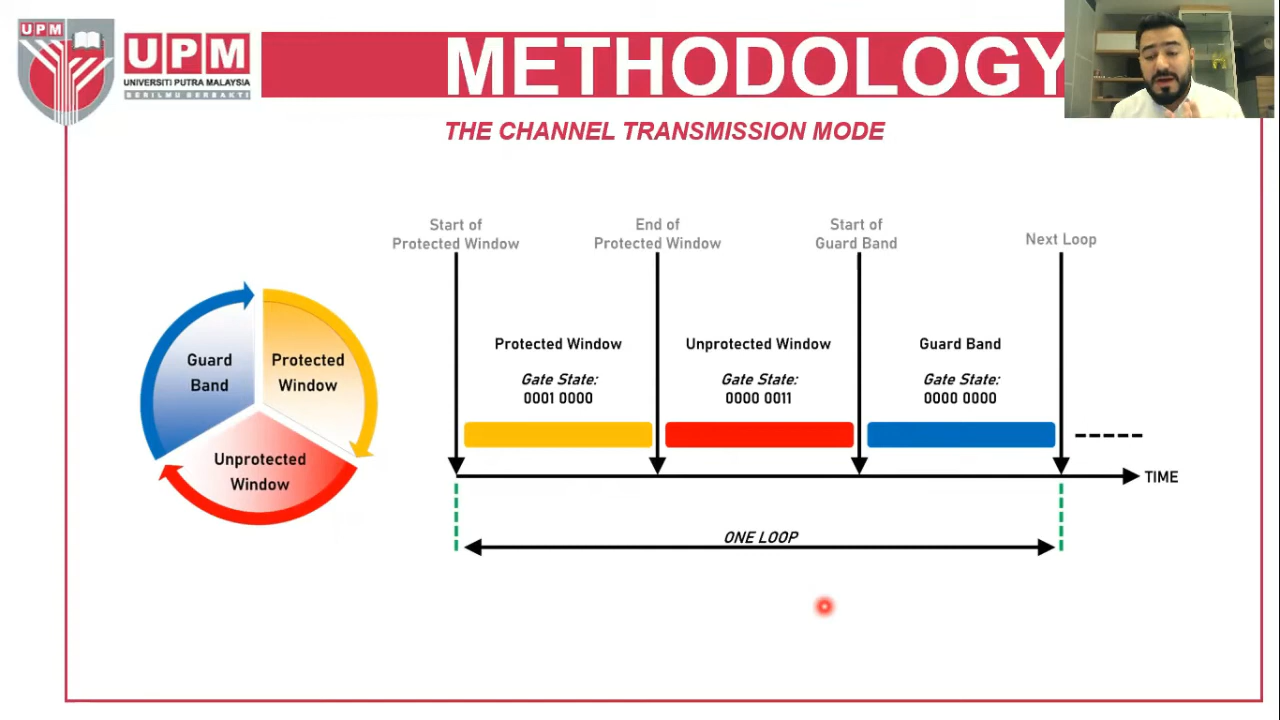 UPM
UPM
UNIVERSITI PUTRA MALAYSIA
BERILMU BERBAKTI
METHODOLOGY
THE CHANNEL TRANSMISSION MODE
Start of
Protected Window
End of
Protected Window
Start of
Guard Band
Next Loop
Guard
Band
Protected
Window
Unprotected
Window
Protected Window
Gate State:
0001 0000
Unprotected Window
Gate State:
0000 0011
Guard Band
Gate State:
0000 0000
TIME
ONE LOOP